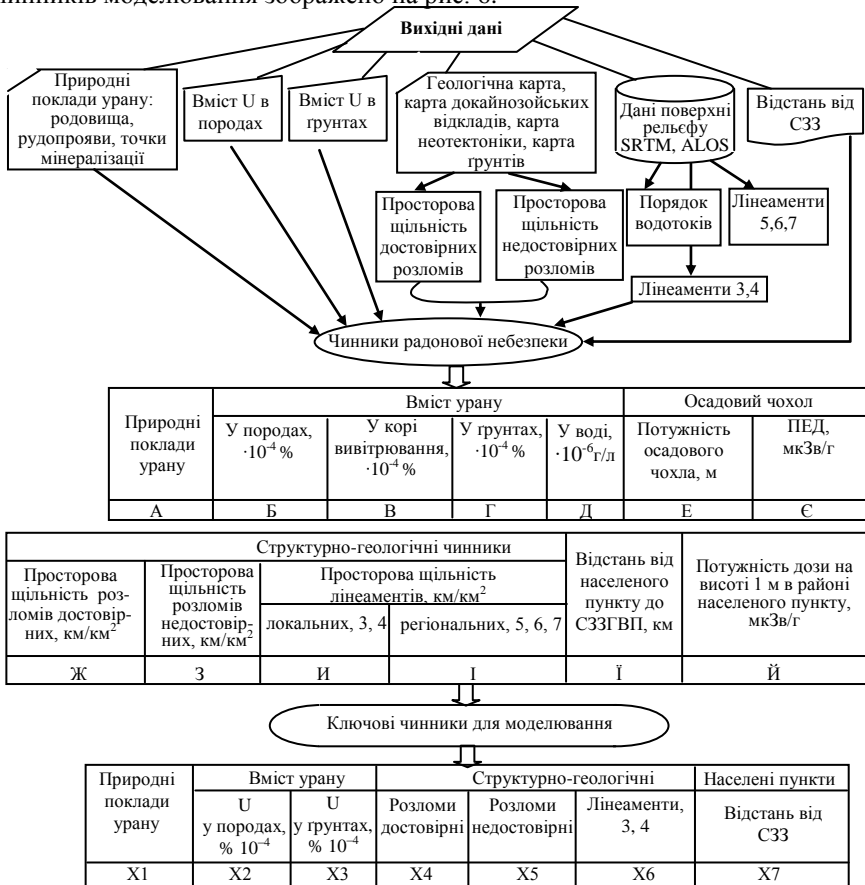 чинників моделювання зображено на рис. 6.
Вихідні дані
Природні
поклади урану:
родовища,
рудопрояви, точки
мінералізації
Вміст U в
породах
Вміст U в
ґрунтах
Геологічна карта,
карта докайнозойських
відкладів, карта
неотектоніки, карта
ґрунтів
Дані поверхні
рельєфу
SRTM, ALOS
Відстань від
СЗЗ
Просторова
щільність
достовірних
розломів
Просторова
щільність
недостовірних
розломів
Порядок
водотоків
Лінеаменти
5,6,7
Лінеаменти 3,4
Чинники радонової небезпеки
Природні
поклади
урану
Вміст урану
Осадовий чохол
У породах,
·10⁻⁴ %
У корі
вивітрювання,
·10⁻⁴ %
У ґрунтах,
·10⁻⁴ %
У воді,
·10⁻⁶г/л
Потужність
осадового
чохла, м
ПЕД,
мкЗв/г
А Б В Г Д Е Є
Структурно-геологічні чинники
Відстань від
населеного
пункту до
СЗЗГВП, км
Потужність дози на
висоті 1 м в районі
населеного пункту,
мкЗв/г
Просторова
щільність роз-
ломів достовір-
них, км/км²
Просторова
щільність
розломів
недостовір-
них, км/км²
Просторова щільність
лінеаментів, км/км²
локальних, 3, 4
регіональних, 5, 6, 7
Ж З И І Ї Й
Ключові чинники для моделювання
Природні
поклади
урану
Вміст урану
Структурно-геологічні
Населені пункти
U
у породах,
% 10⁻⁴
U
у ґрунтах,
% 10⁻⁴
Розломи
достовірні
Розломи
недостовірні
Лінеаменти,
3, 4
Відстань від
СЗЗ
X1 X2 X3 X4 X5 X6 X7